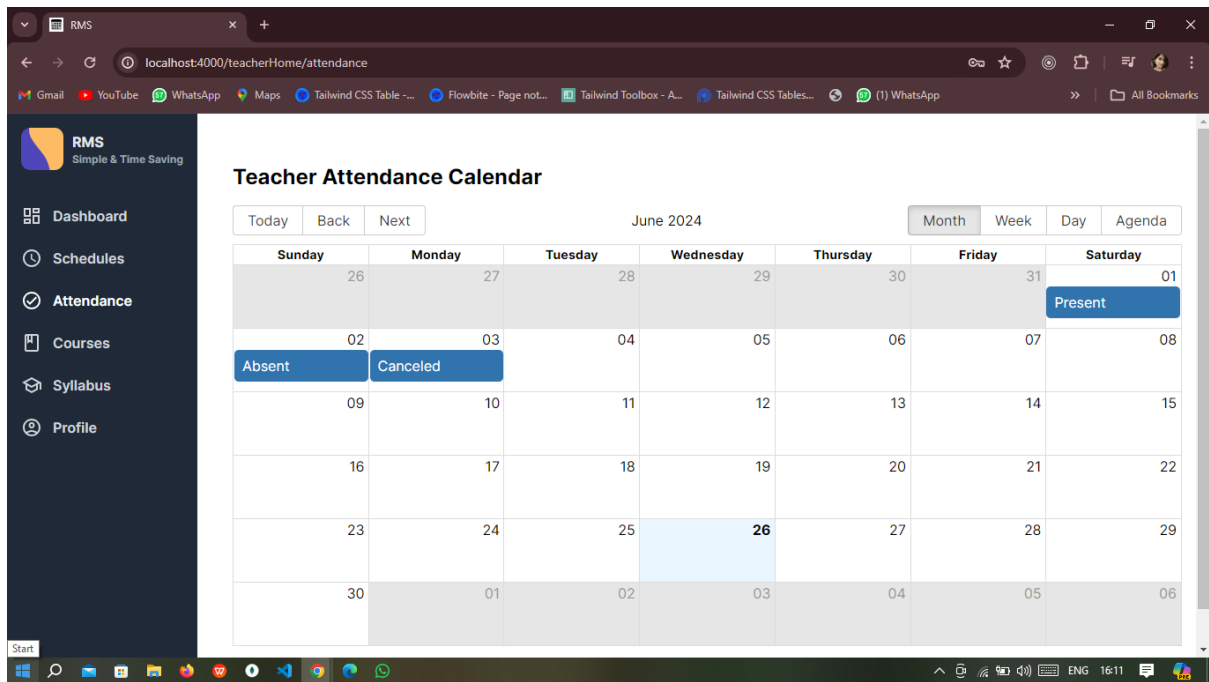 RMS
localhost:4000/teacherHome/attendance
Gmail YouTube WhatsApp Maps Tailwind CSS Table -... Flowbite - Page not... Tailwind Toolbox - A... Tailwind CSS Tables... (1) WhatsApp All Bookmarks
RMS
Simple & Time Saving
Dashboard
Schedules
Attendance
Courses
Syllabus
Profile
Teacher Attendance Calendar
Today Back Next June 2024 Month Week Day Agenda
Sunday Monday Tuesday Wednesday Thursday Friday Saturday
26 27 28 29 30 31 01
Present
02 03 04 05 06 07 08
Absent Canceled
09 10 11 12 13 14 15
16 17 18 19 20 21 22
23 24 25 26 27 28 29
30 01 02 03 04 05 06
Start
ENG 16:11